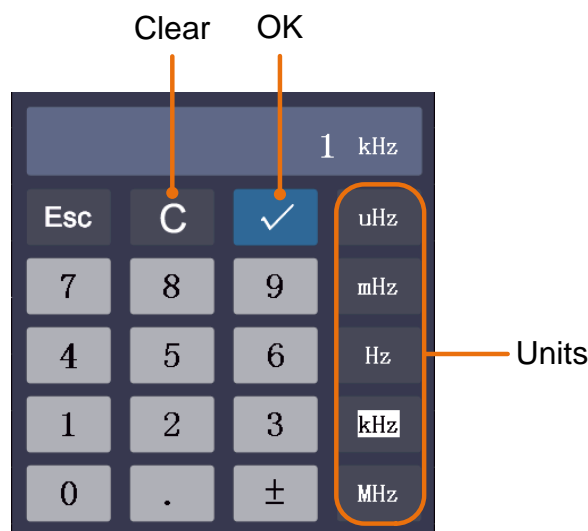 Clear OK
1 kHz
Esc C ✓ uHz
7 8 9 mHz
4 5 6 Hz
Units
1 2 3 kHz
0 . ± MHz